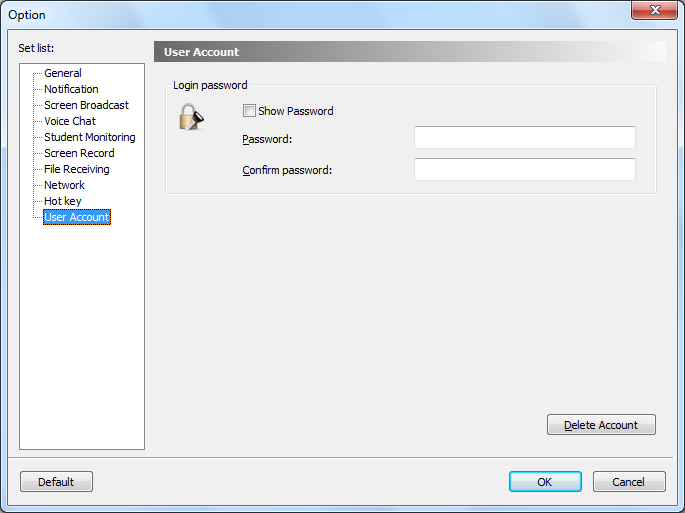 Option
Set list:
General
Notification
Screen Broadcast
Voice Chat
Student Monitoring
Screen Record
File Receiving
Network
Hot key
User Account
User Account
Login password
Show Password
Password:
Confirm password:
Delete Account
Default
OK
Cancel